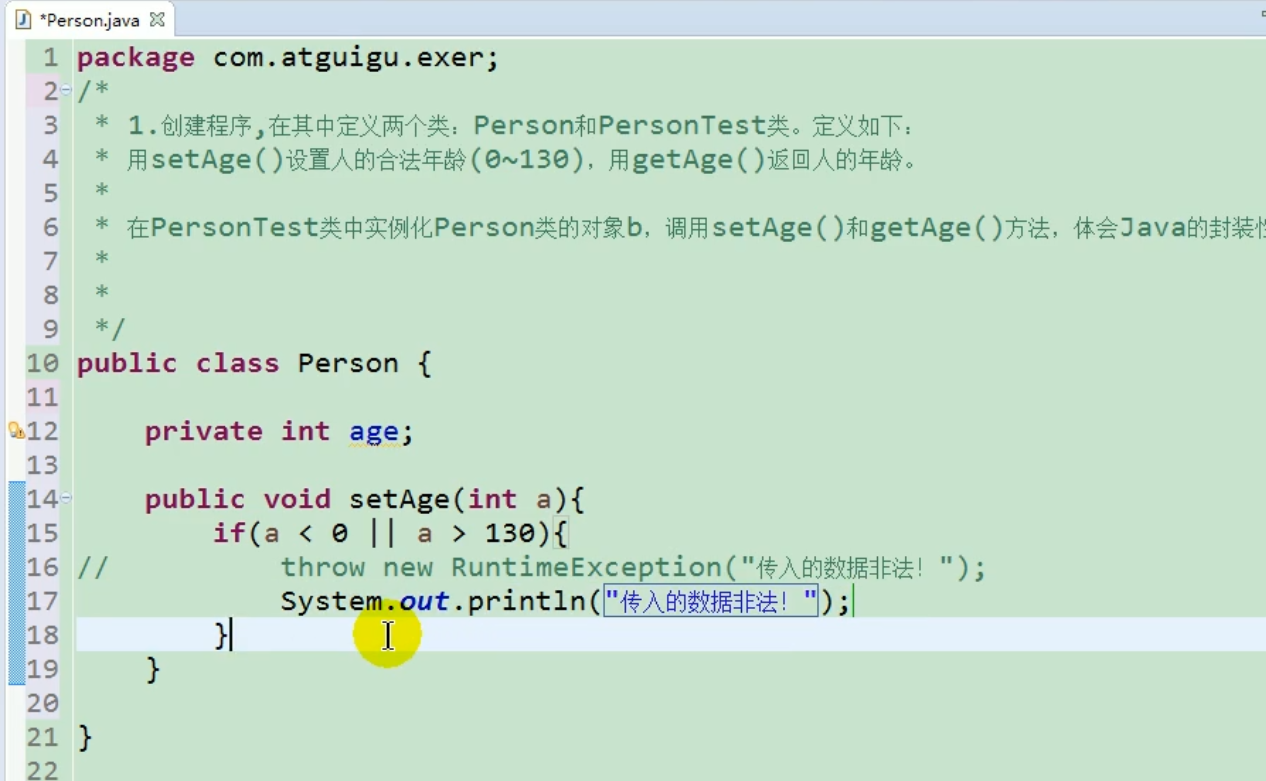 *Person.java
1 package com.atguigu.exer;
2 /*
3  * 1.创建程序,在其中定义两个类：Person和PersonTest类。定义如下：
4  * 用setAge()设置人的合法年龄(0~130)，用getAge()返回人的年龄。
5  *
6  * 在PersonTest类中实例化Person类的对象b，调用setAge()和getAge()方法，体会Java的封装
7  *
8  *
9  */
10 public class Person {
11
12     private int age;
13
14     public void setAge(int a){
15         if(a < 0 || a > 130){
16 //            throw new RuntimeException("传入的数据非法！");
17             System.out.println("传入的数据非法！");
18         }
19     }
20
21 }
22